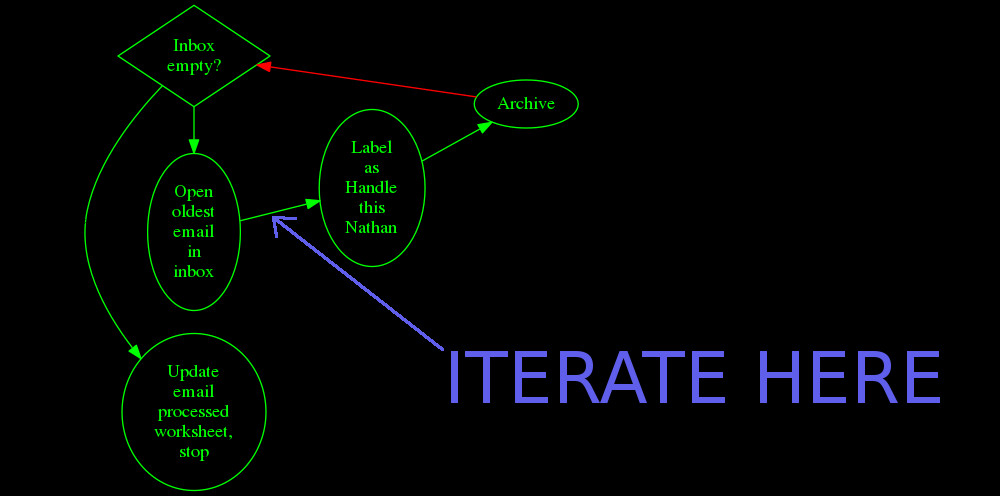 Inbox
empty?
Archive
Label
as
Handle
this
Nathan
Open
oldest
email
in
inbox
ITERATE HERE
Update
email
processed
worksheet,
stop